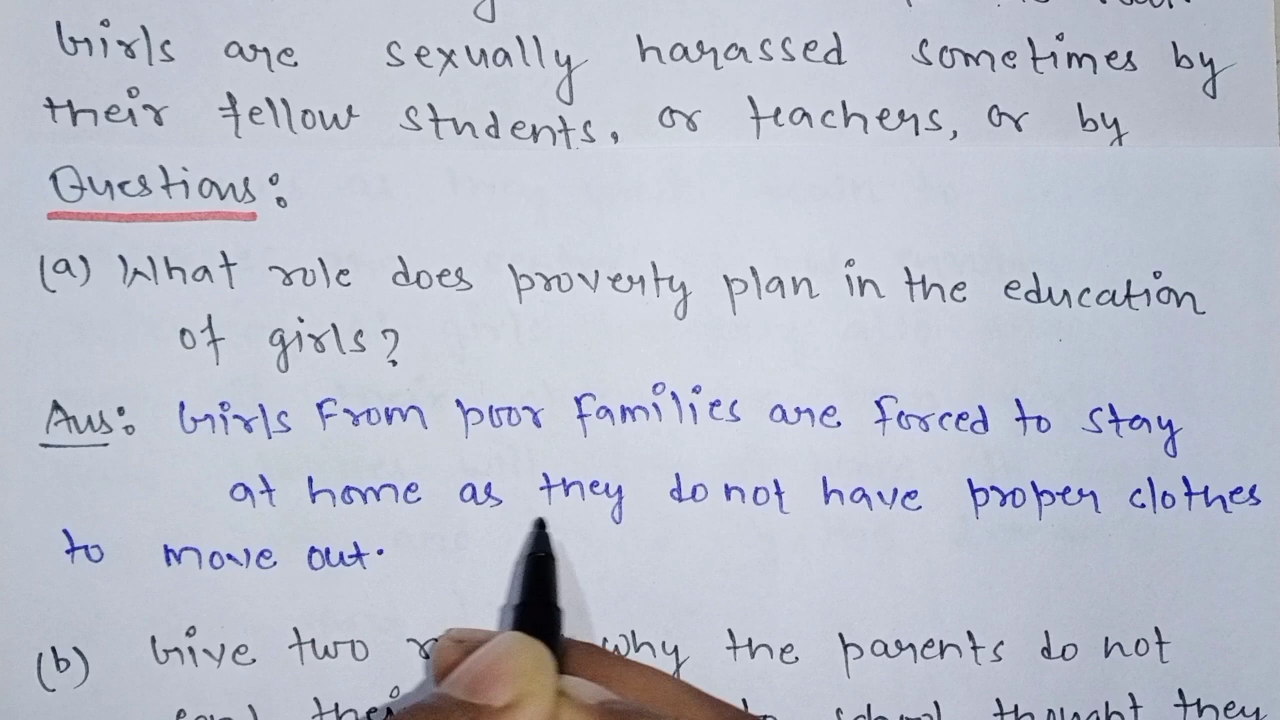 Girls are sexually harassed sometimes by
their fellow students, or teachers, or by
Questions:
(a) What role does proverty plan in the education
of girls?
Ans: Girls From poor families are forced to stay
at home as they do not have proper clothes
to move out.
(b) Give two why the parents do not
thought they